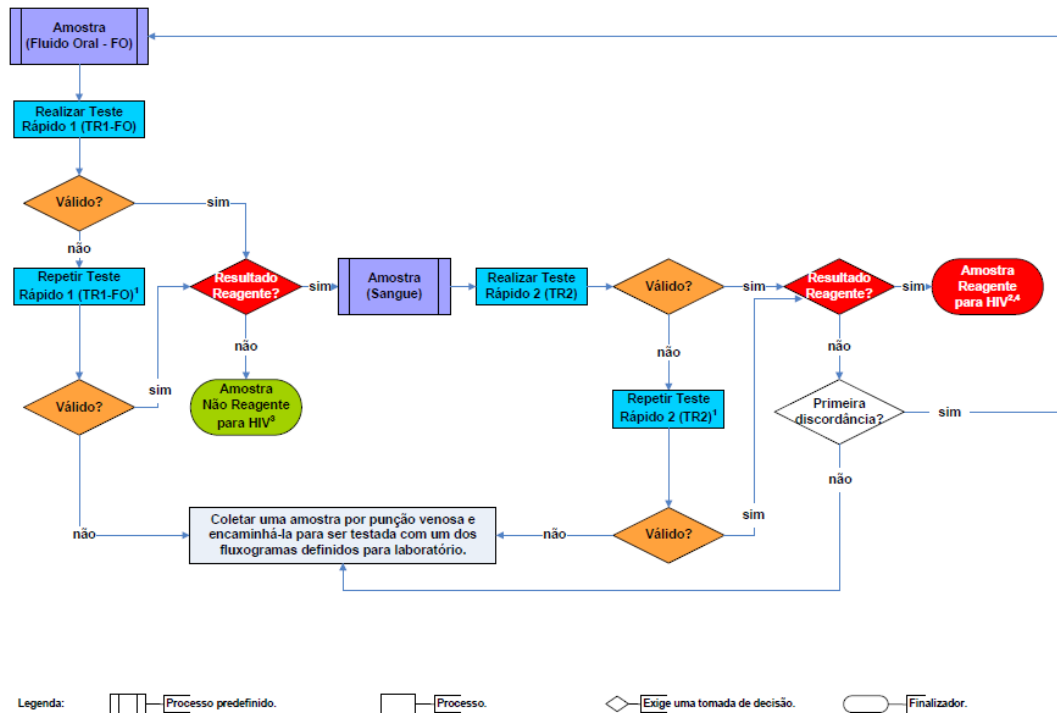 Amostra
(Fluido Oral - FO)
Realizar Teste
Rápido 1 (TR1-FO)
Válido?
sim
não
Repetir Teste
Rápido 1 (TR1-FO)¹
Resultado
Reagente?
sim
Amostra
(Sangue)
Realizar Teste
Rápido 2 (TR2)
Válido?
sim
Resultado
Reagente?
sim
Amostra
Reagente
para HIV²,⁴
não
não
não
Válido?
sim
Amostra
Não Reagente
para HIV³
Repetir Teste
Rápido 2 (TR2)¹
Primeira
discordância?
sim
não
sim
não
Coletar uma amostra por punção venosa e
encaminhá-la para ser testada com um dos
fluxogramas definidos para laboratório.
não
Válido?
Legenda:
Processo predefinido.
Processo.
Exige uma tomada de decisão.
Finalizador.